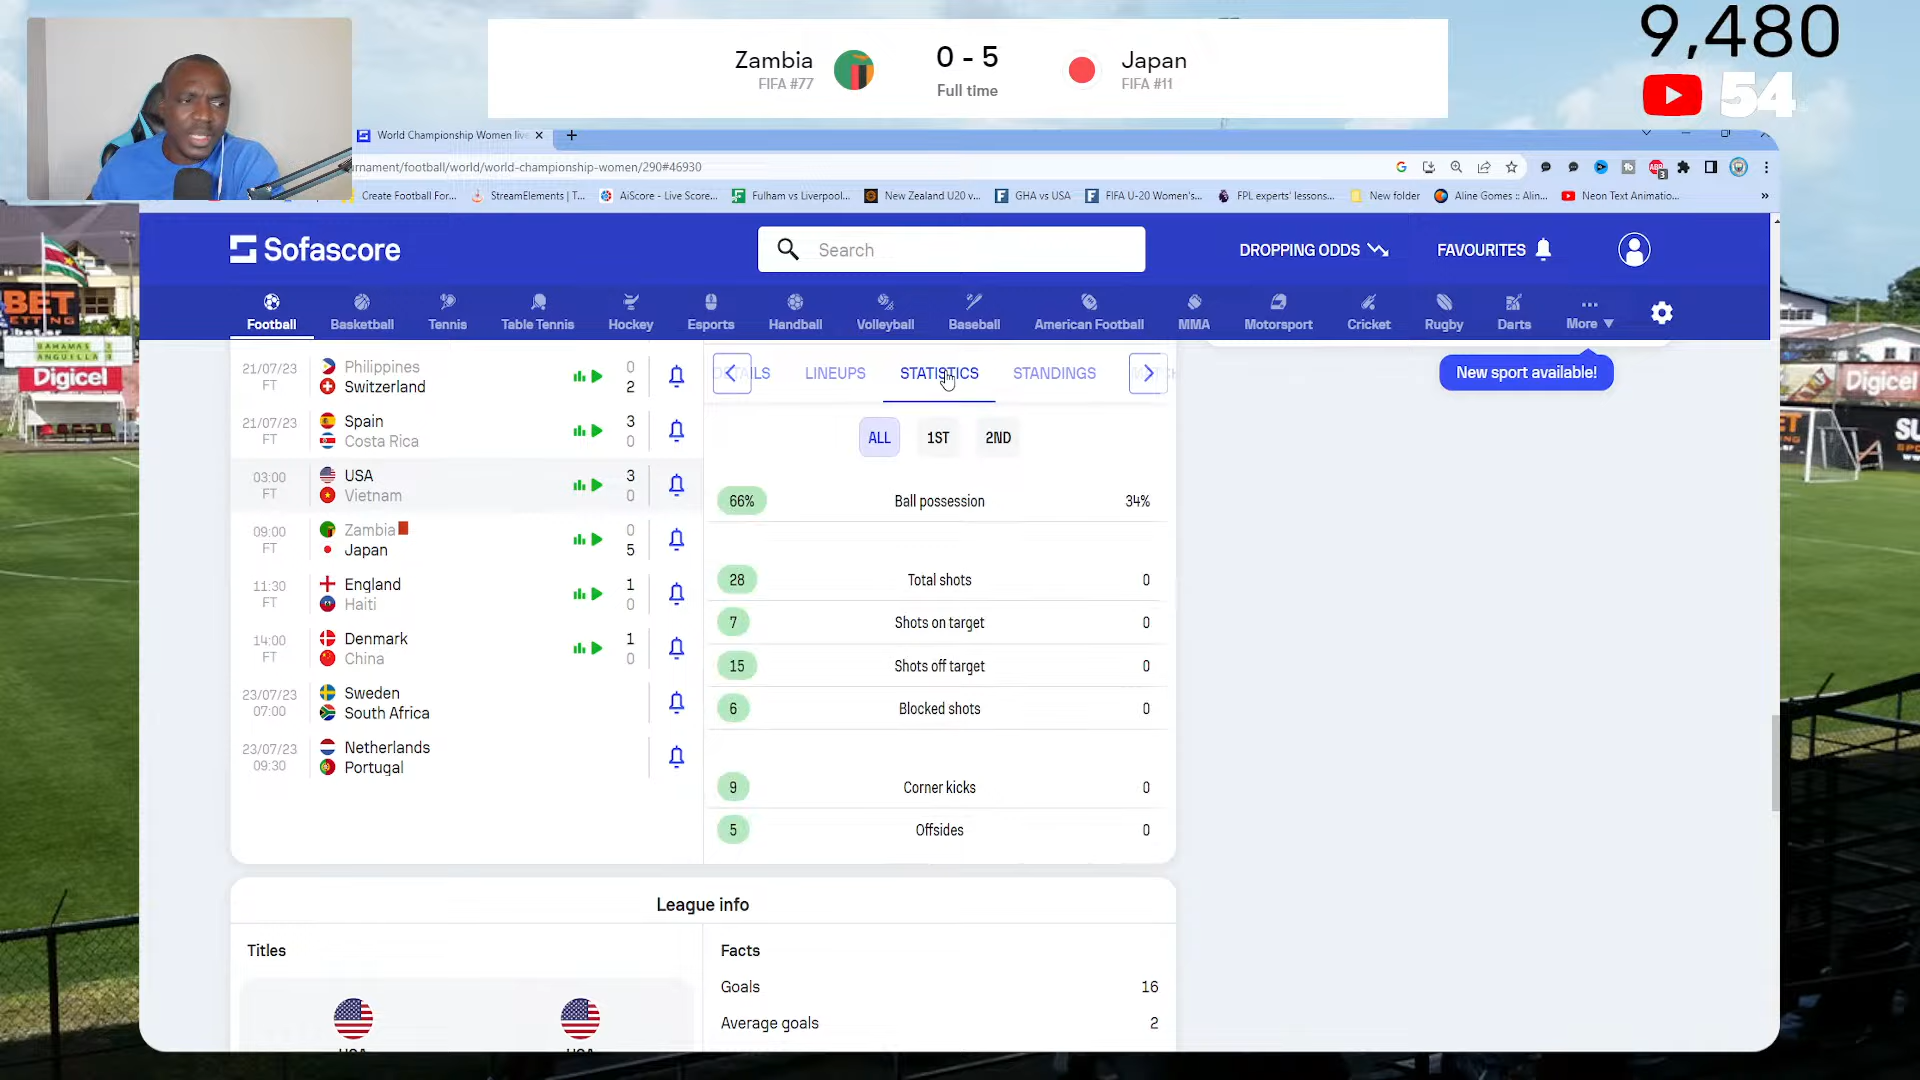 Zambia
FIFA #77
0 - 5
Full time
Japan
FIFA #11
9,480
54
World Championship Women live
urnament/football/world/world-championship-women/290#46930
Create Football For...
StreamElements | T...
AiScore - Live Score...
Fulham vs Liverpool...
New Zealand U20 v...
GHA vs USA
FIFA U-20 Women's...
FPL experts' lessons...
New folder
Aline Gomes :: Alin...
Neon Text Animatio...
Sofascore
Search
DROPPING ODDS
FAVOURITES
Football
Basketball
Tennis
Table Tennis
Hockey
Esports
Handball
Volleyball
Baseball
American Football
MMA
Motorsport
Cricket
Rugby
Darts
More
New sport available!
21/07/23
FT
Philippines
Switzerland
0
2
21/07/23
FT
Spain
Costa Rica
3
0
03:00
FT
USA
Vietnam
3
0
09:00
FT
Zambia
Japan
0
5
11:30
FT
England
Haiti
1
0
14:00
FT
Denmark
China
1
0
23/07/23
07:00
Sweden
South Africa
23/07/23
09:30
Netherlands
Portugal
DETAILS
LINEUPS
STATISTICS
STANDINGS
ALL
1ST
2ND
66% Ball possession 34%
28 Total shots 0
7 Shots on target 0
15 Shots off target 0
6 Blocked shots 0
9 Corner kicks 0
5 Offsides 0
League info
Titles
USA
USA
Facts
Goals 16
Average goals 2
BET
BAHAMAS
ANGUILLA
Digicel
Digicel